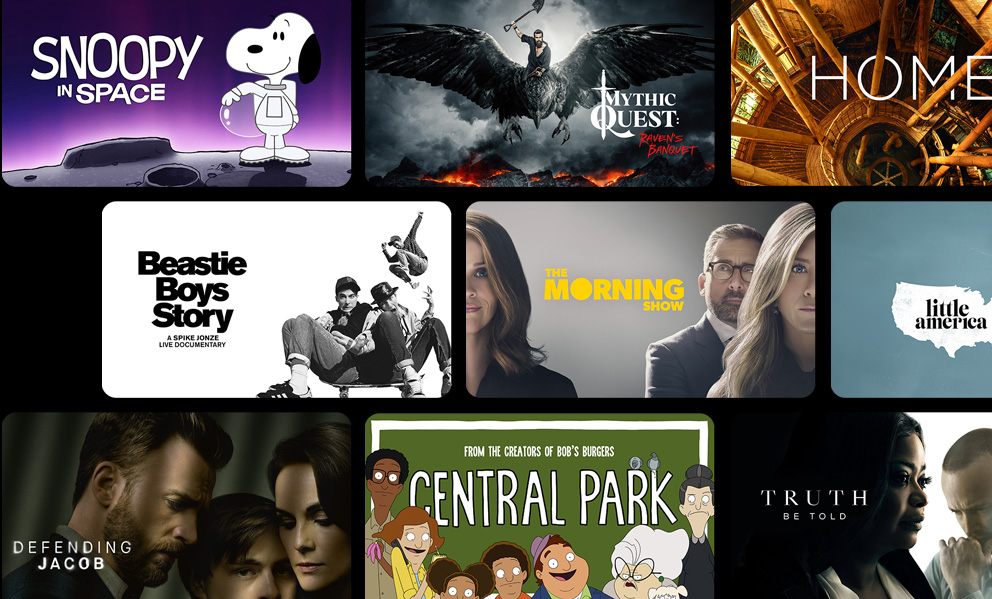 SNOOPY
IN SPACE
MYTHIC
QUEST:
RAVEN'S
BANQUET
HOME
Beastie
Boys
Story
A SPIKE JONZE
LIVE DOCUMENTARY
THE
MORNING
SHOW
little
america
DEFENDING
JACOB
FROM THE CREATORS OF BOB'S BURGERS
CENTRAL PARK
TRUTH
BE TOLD